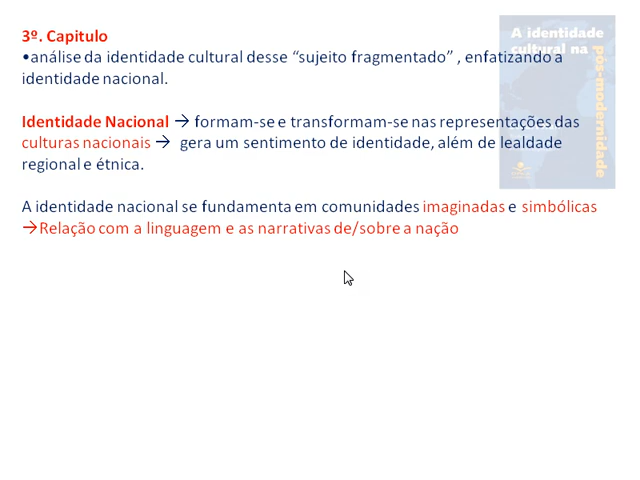 3º. Capitulo
•análise da identidade cultural desse “sujeito fragmentado” , enfatizando a
identidade nacional.
Identidade Nacional → formam-se e transformam-se nas representações das
culturas nacionais → gera um sentimento de identidade, além de lealdade
regional e étnica.
A identidade nacional se fundamenta em comunidades imaginadas e simbólicas
→Relação com a linguagem e as narrativas de/sobre a nação
A identidade
cultural na
pós-modernidade